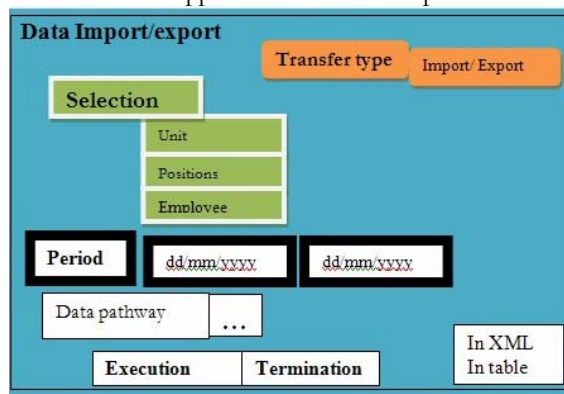 Data Import/export
Transfer type
Import/Export
Selection
Unit
Positions
Employee
Period
dd/mm/yyyy
dd/mm/yyyy
Data pathway
...
In XML
In table
Execution
Termination